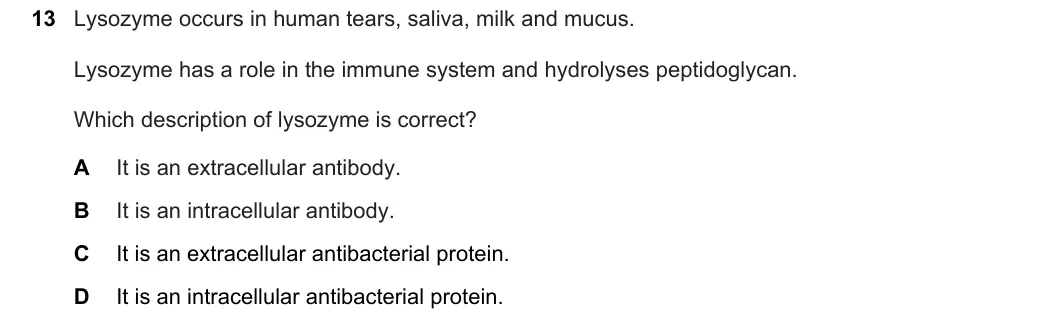 13 Lysozyme occurs in human tears, saliva, milk and mucus.
Lysozyme has a role in the immune system and hydrolyses peptidoglycan.
Which description of lysozyme is correct?
A It is an extracellular antibody.
B It is an intracellular antibody.
C It is an extracellular antibacterial protein.
D It is an intracellular antibacterial protein.